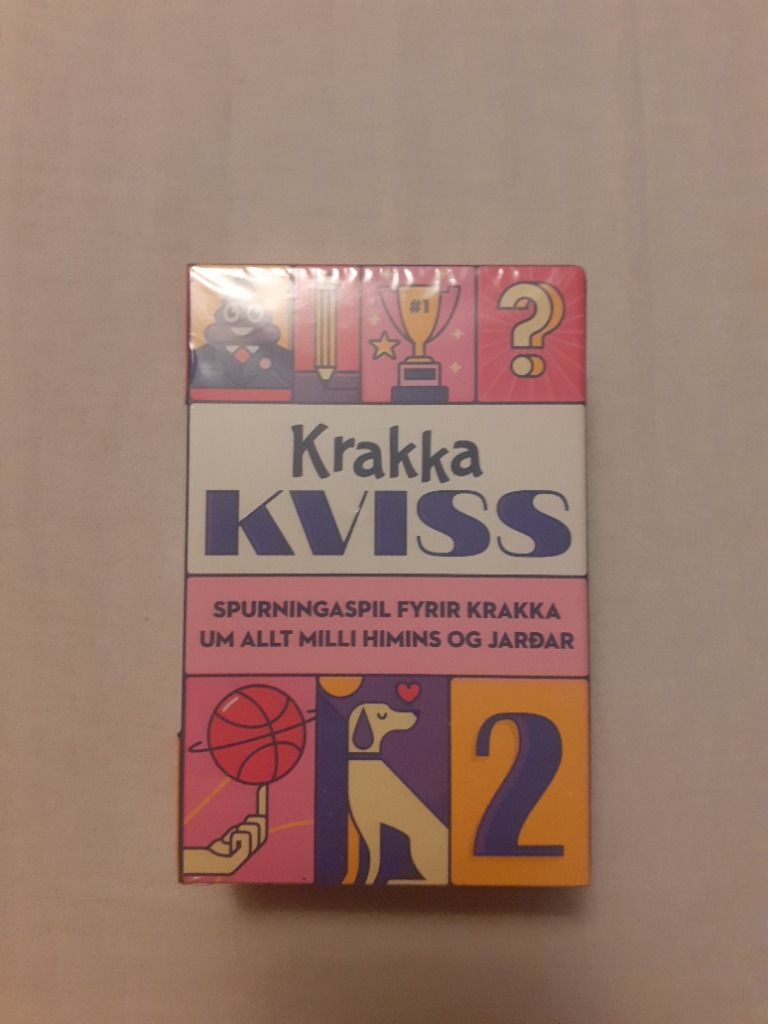 #1
?
Krakka
KVISS
SPURNINGASPIL FYRIR KRAKKA
UM ALLT MILLI HIMINS OG JARÐAR
2